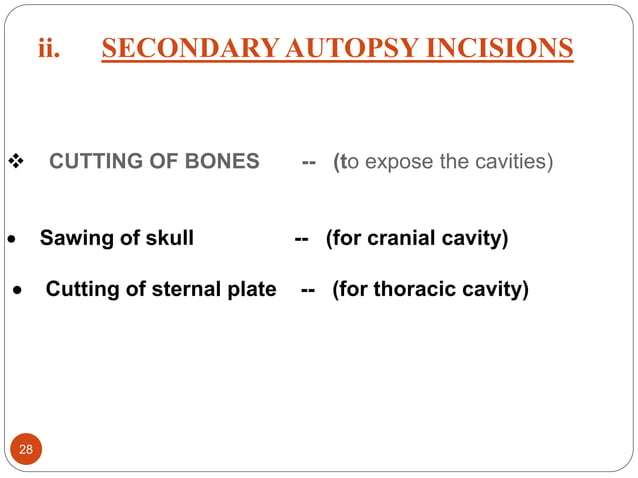 ii. SECONDARY AUTOPSY INCISIONS
❖ CUTTING OF BONES -- (to expose the cavities)
• Sawing of skull -- (for cranial cavity)
• Cutting of sternal plate -- (for thoracic cavity)
28